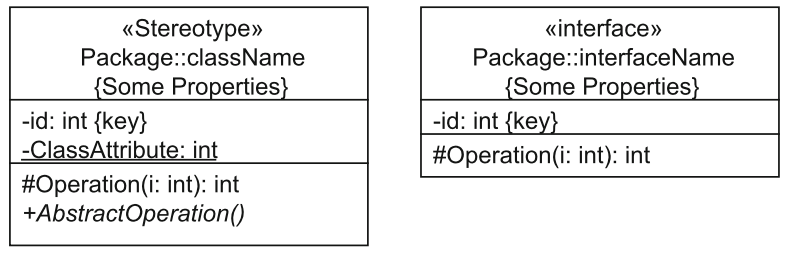 «Stereotype»
Package::className
{Some Properties}
-id: int {key}
-ClassAttribute: int
#Operation(i: int): int
+AbstractOperation()
«interface»
Package::interfaceName
{Some Properties}
-id: int {key}
#Operation(i: int): int